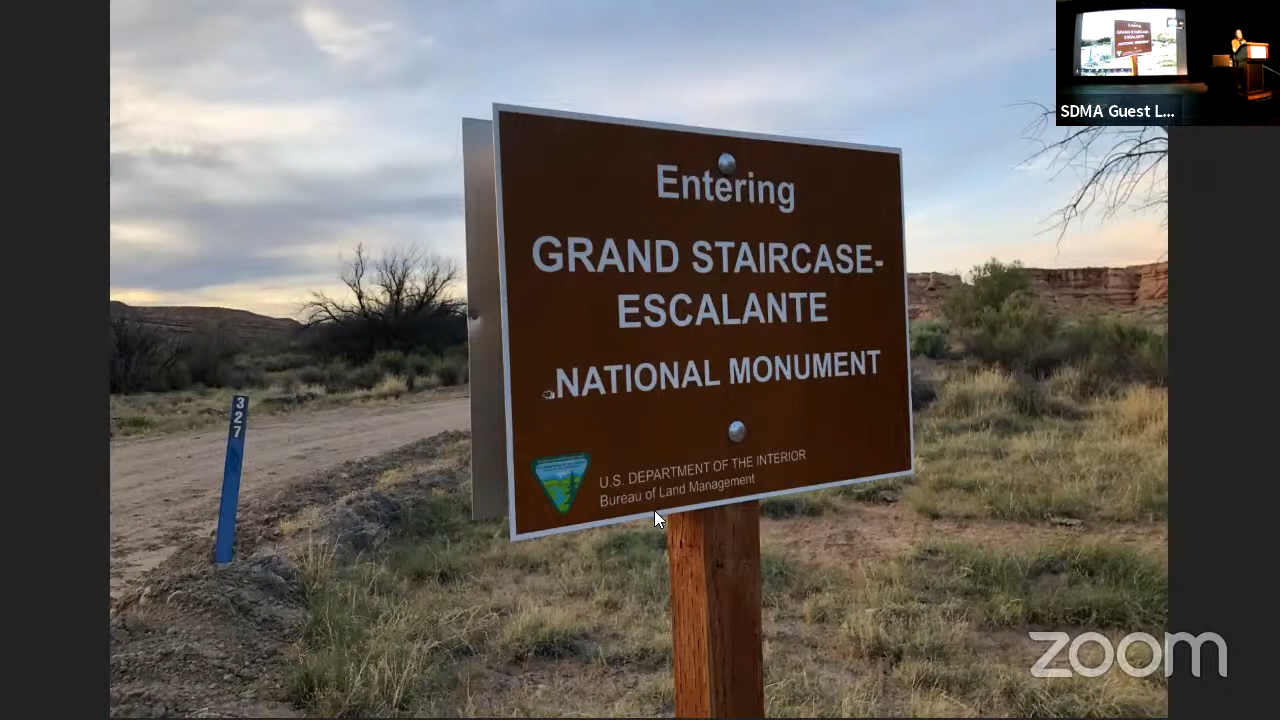 SDMA Guest L...
Entering
GRAND STAIRCASE-
ESCALANTE
NATIONAL MONUMENT
327
U.S. DEPARTMENT OF THE INTERIOR
Bureau of Land Management
zoom